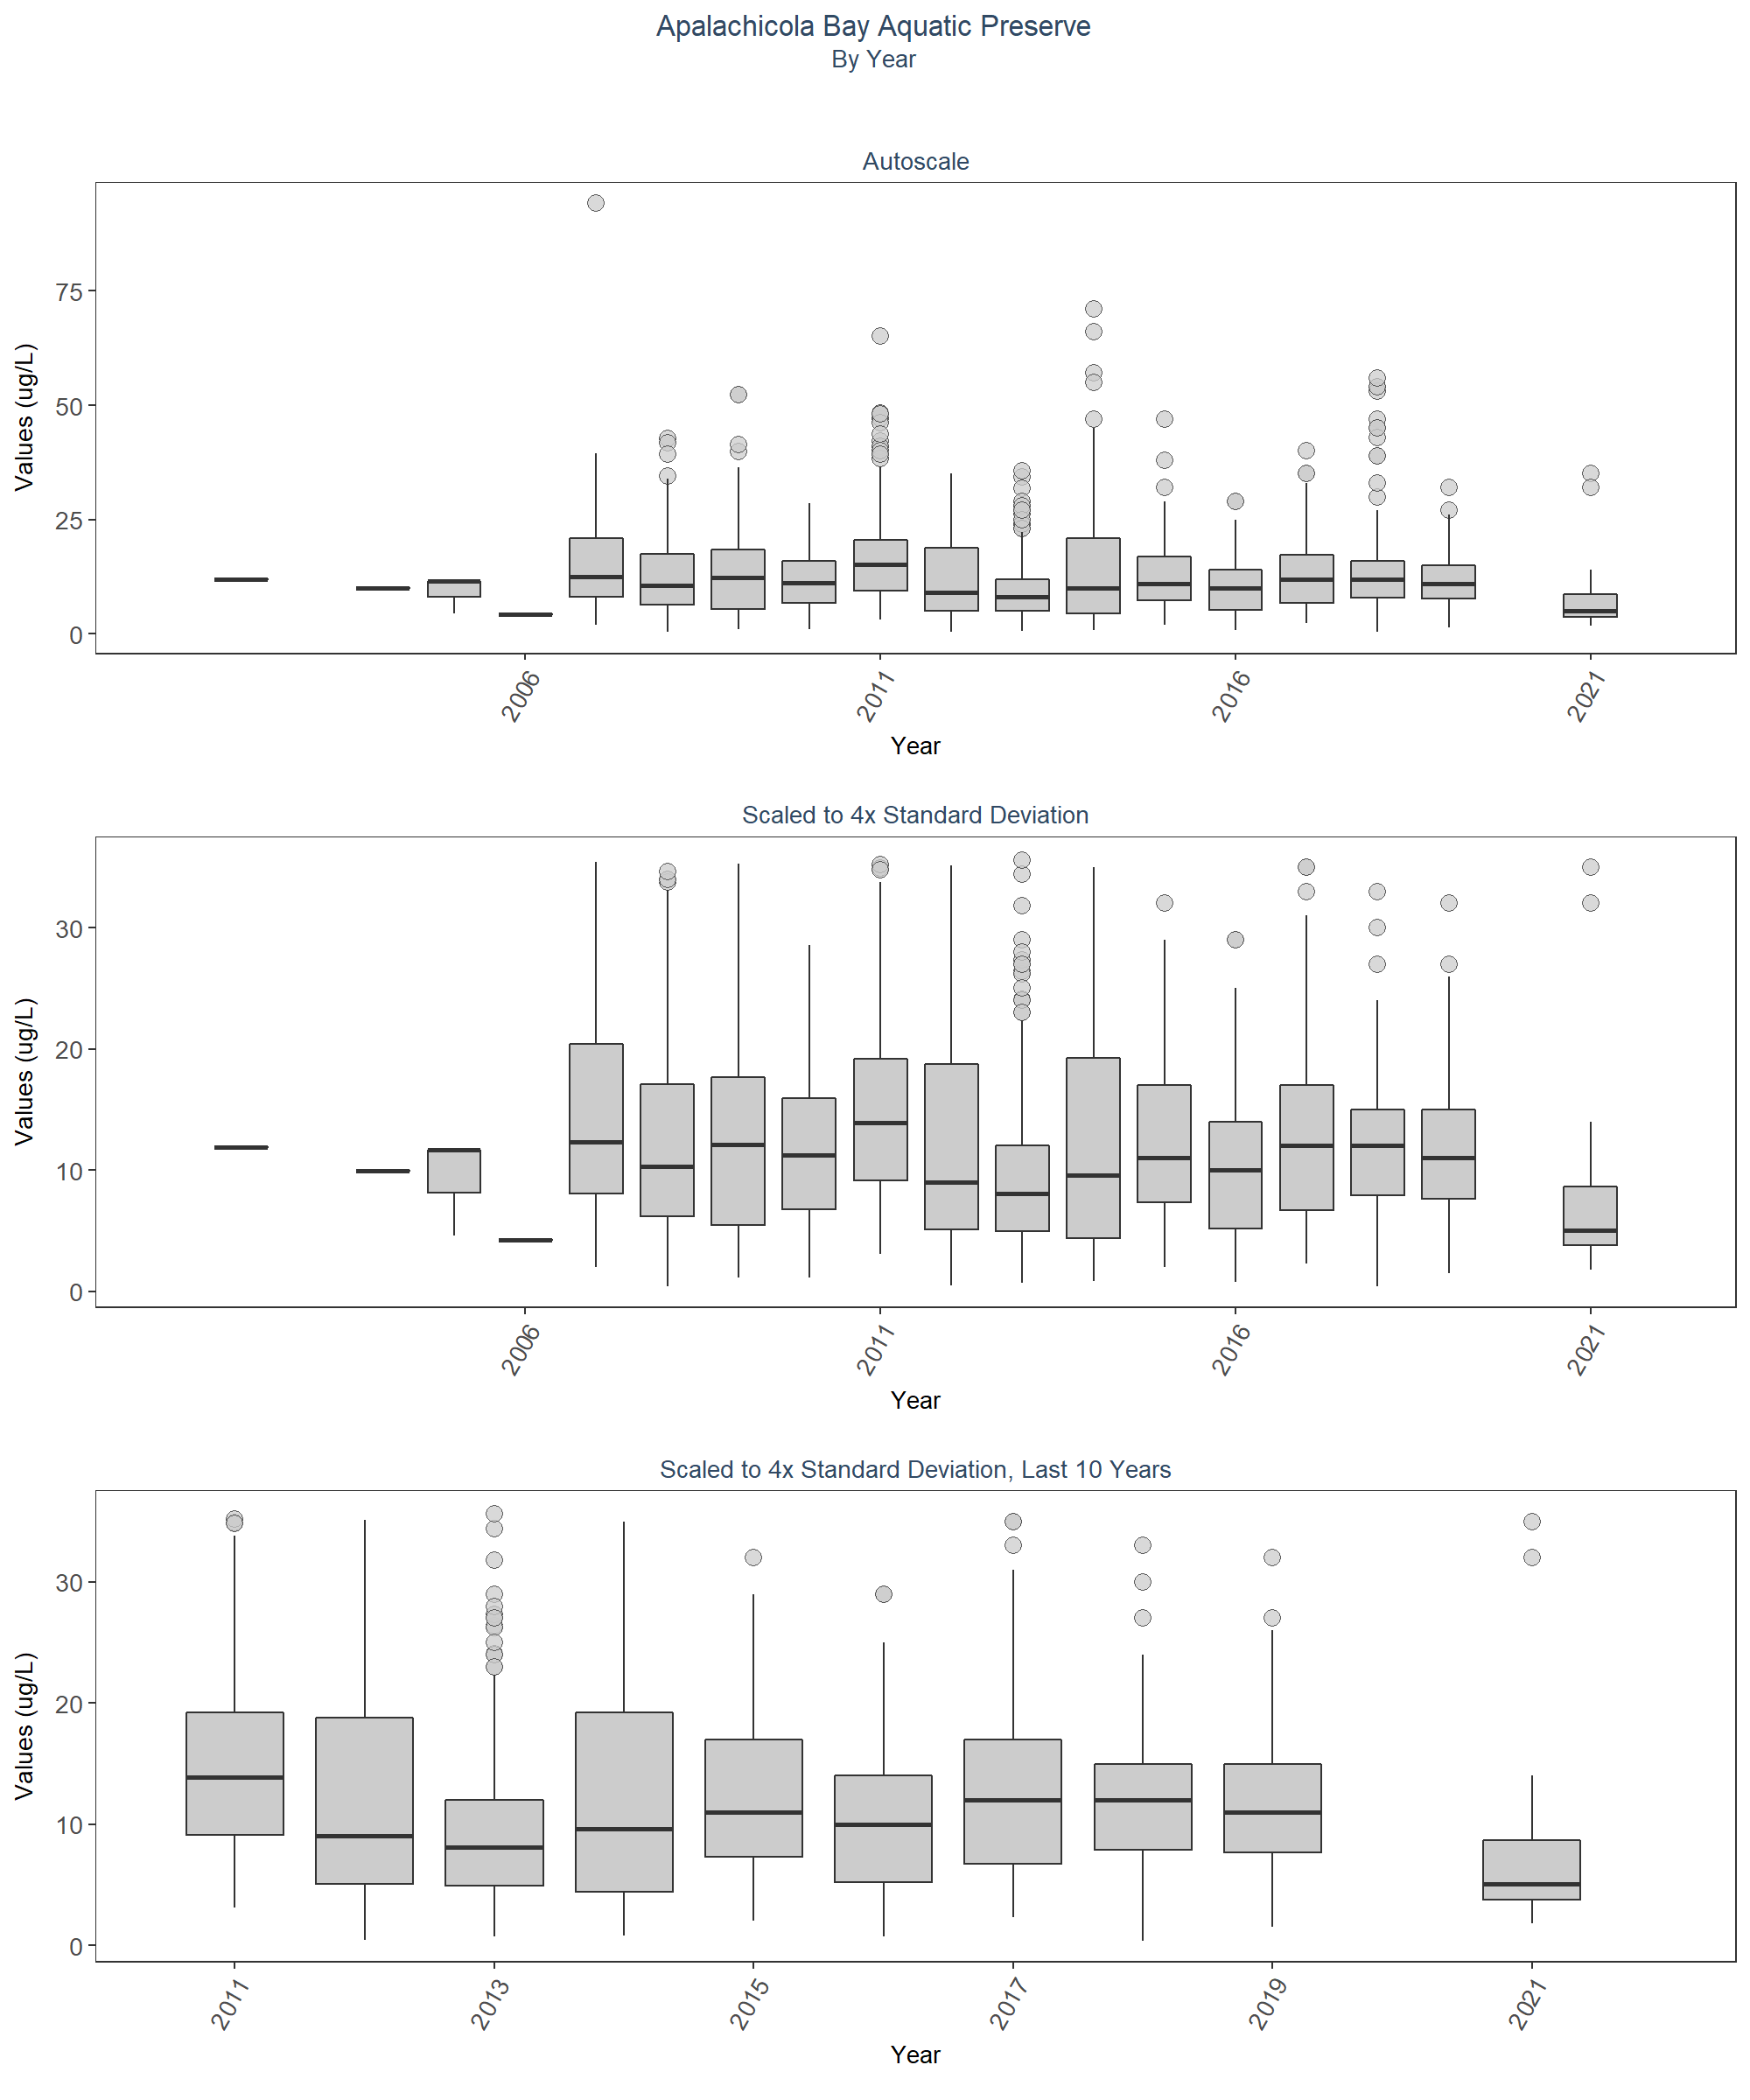 Apalachicola Bay Aquatic Preserve
By Year
Autoscale
Values (ug/L)
75
50
25
0
2006
2011
2016
2021
Year
Scaled to 4x Standard Deviation
Values (ug/L)
30
20
10
0
2006
2011
2016
2021
Year
Scaled to 4x Standard Deviation, Last 10 Years
Values (ug/L)
30
20
10
0
2011
2013
2015
2017
2019
2021
Year